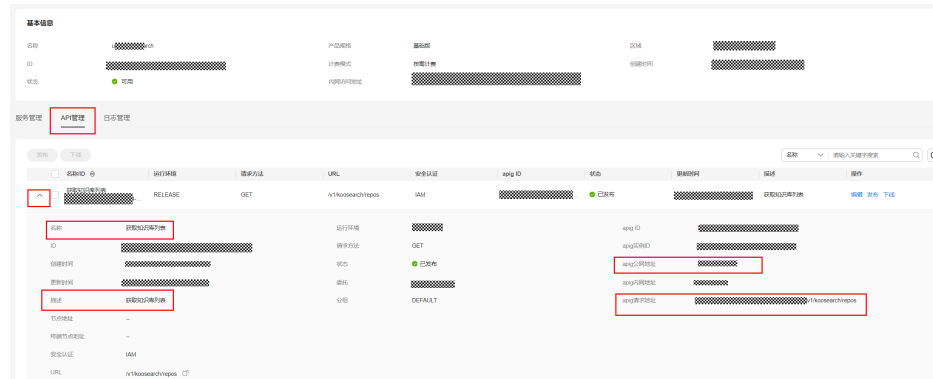 基本信息
名称 rch 产品规格 基础版 区域
ID 计费模式 按需计费 创建时间
状态 可用 内网访问地址
服务管理 API管理 日志管理
发布 下线 名称 请输入关键字搜索
名称/ID 运行环境 请求方法 URL 安全认证 apig ID 状态 更新时间 描述 操作
获取知识库列表 RELEASE GET /v1/koosearch/repos IAM 已发布 获取知识库列表 编辑 发布 下线
名称 获取知识库列表 运行环境 apig ID
ID 请求方法 GET apig实例ID
创建时间 状态 已发布 apig公网地址
更新时间 委托 apig内网地址
描述 获取知识库列表 分组 DEFAULT apig请求地址 v1/koosearch/repos
节点地址 --
终端节点地址 --
安全认证 IAM
URL /v1/koosearch/repos